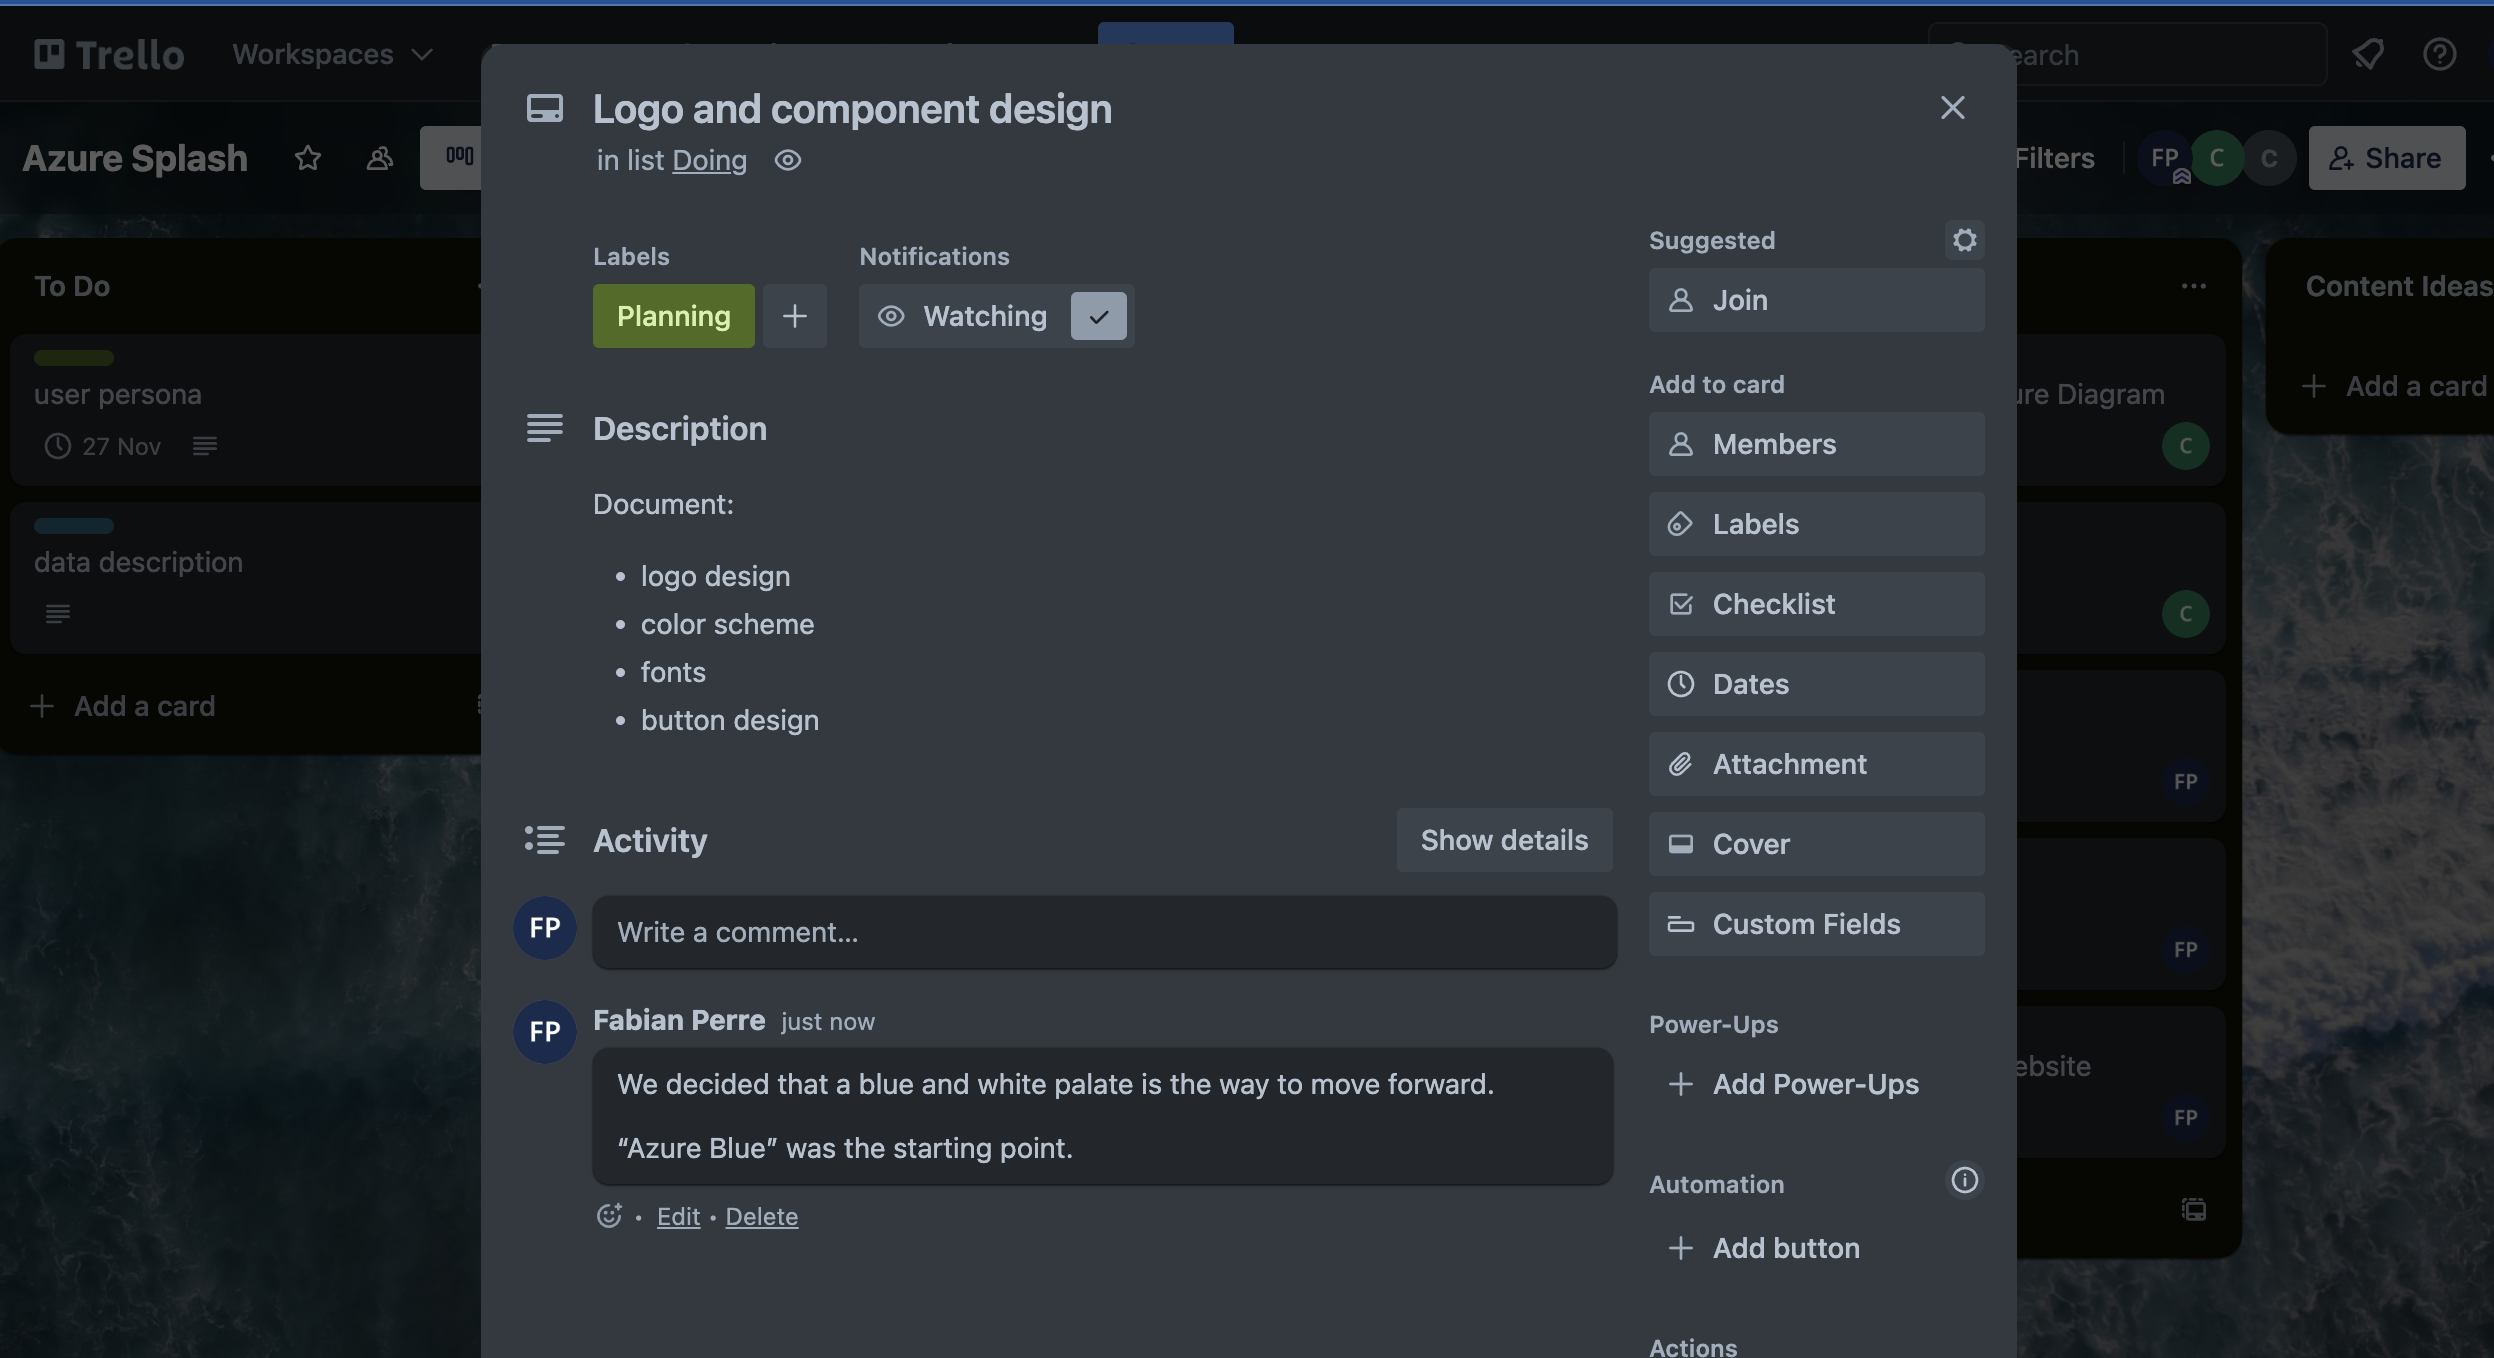 Trello
Workspaces
Azure Splash
Filters
FP
C
C
Share
To Do
user persona
27 Nov
data description
Add a card
Logo and component design
in list Doing
Labels
Notifications
Planning
Watching
Description
Document:
• logo design
• color scheme
• fonts
• button design
Activity
Show details
FP
Write a comment...
FP
Fabian Perre just now
We decided that a blue and white palate is the way to move forward.
“Azure Blue” was the starting point.
• Edit • Delete
Suggested
Join
Add to card
Members
Labels
Checklist
Dates
Attachment
Cover
Custom Fields
Power-Ups
Add Power-Ups
Automation
Add button
Actions
Diagram
C
C
FP
FP
FP
Content Ideas
Add a card